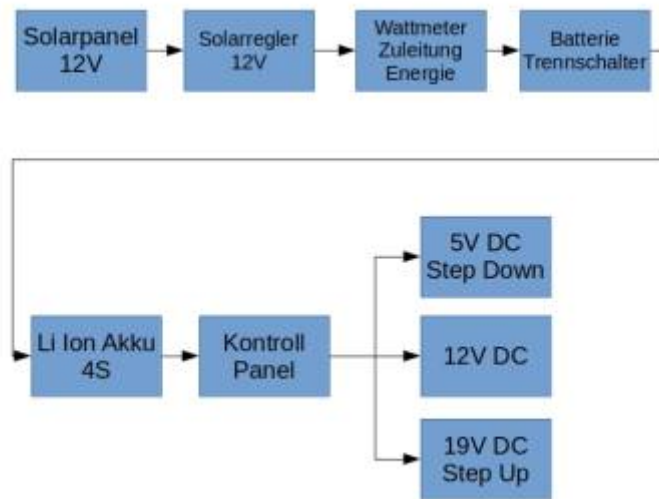 Solarpanel
12V
Solarregler
12V
Wattmeter
Zuleitung
Energie
Batterie
Trennschalter
Li Ion Akku
4S
Kontroll
Panel
5V DC
Step Down
12V DC
19V DC
Step Up